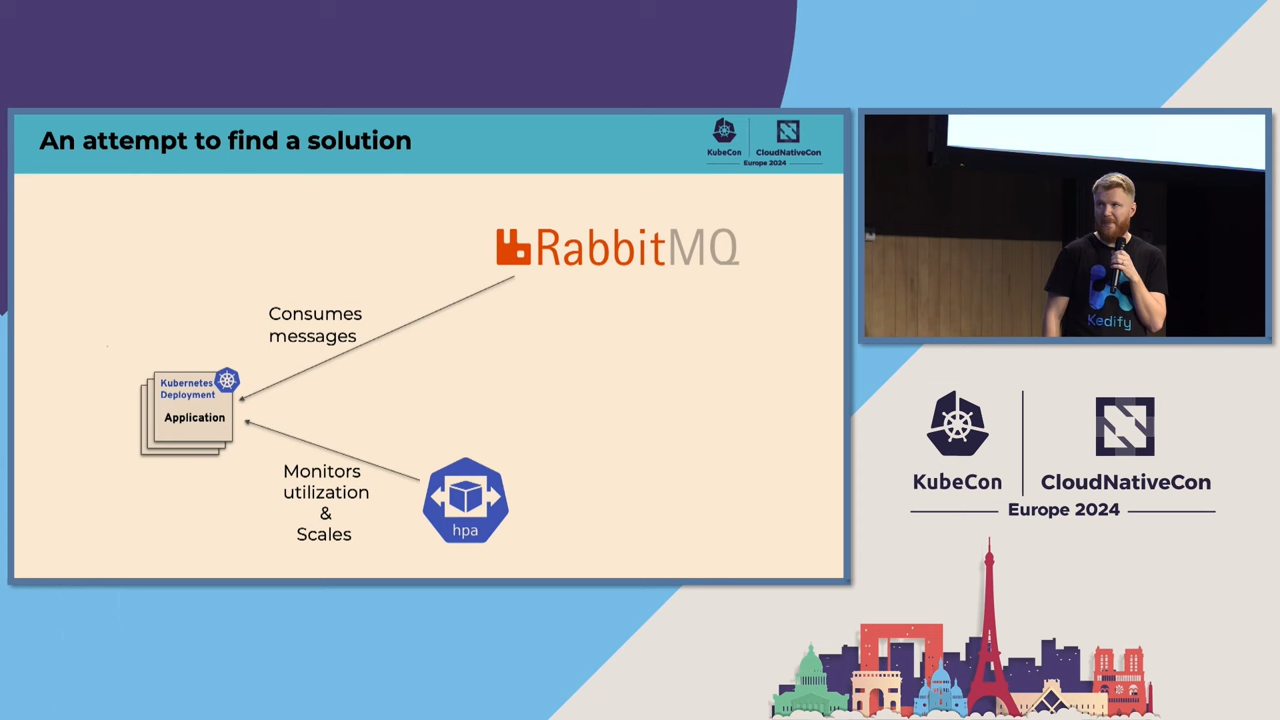 An attempt to find a solution
KubeCon
CloudNativeCon
Europe 2024
RabbitMQ
Consumes
messages
Kubernetes
Deployment
Application
Monitors
utilization
&
Scales
hpa
Kedify
KubeCon
CloudNativeCon
Europe 2024